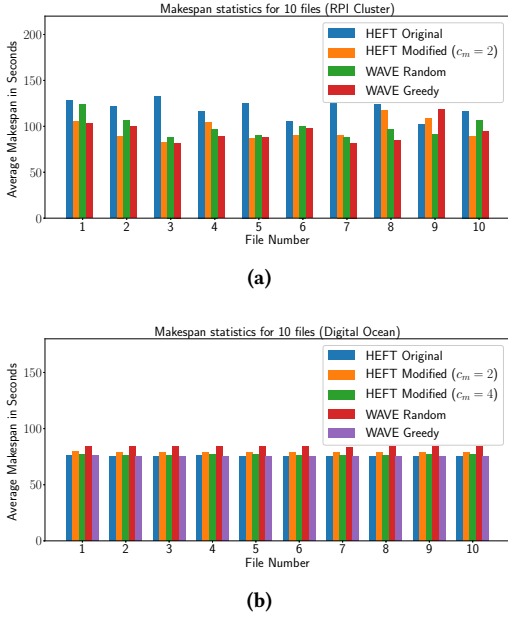 Makespan statistics for 10 files (RPI Cluster)
Average Makespan in Seconds
200
150
100
50
0
HEFT Original
HEFT Modified (c_m = 2)
WAVE Random
WAVE Greedy
1 2 3 4 5 6 7 8 9 10
File Number
(a)
Makespan statistics for 10 files (Digital Ocean)
Average Makespan in Seconds
150
100
50
0
HEFT Original
HEFT Modified (c_m = 2)
HEFT Modified (c_m = 4)
WAVE Random
WAVE Greedy
1 2 3 4 5 6 7 8 9 10
File Number
(b)